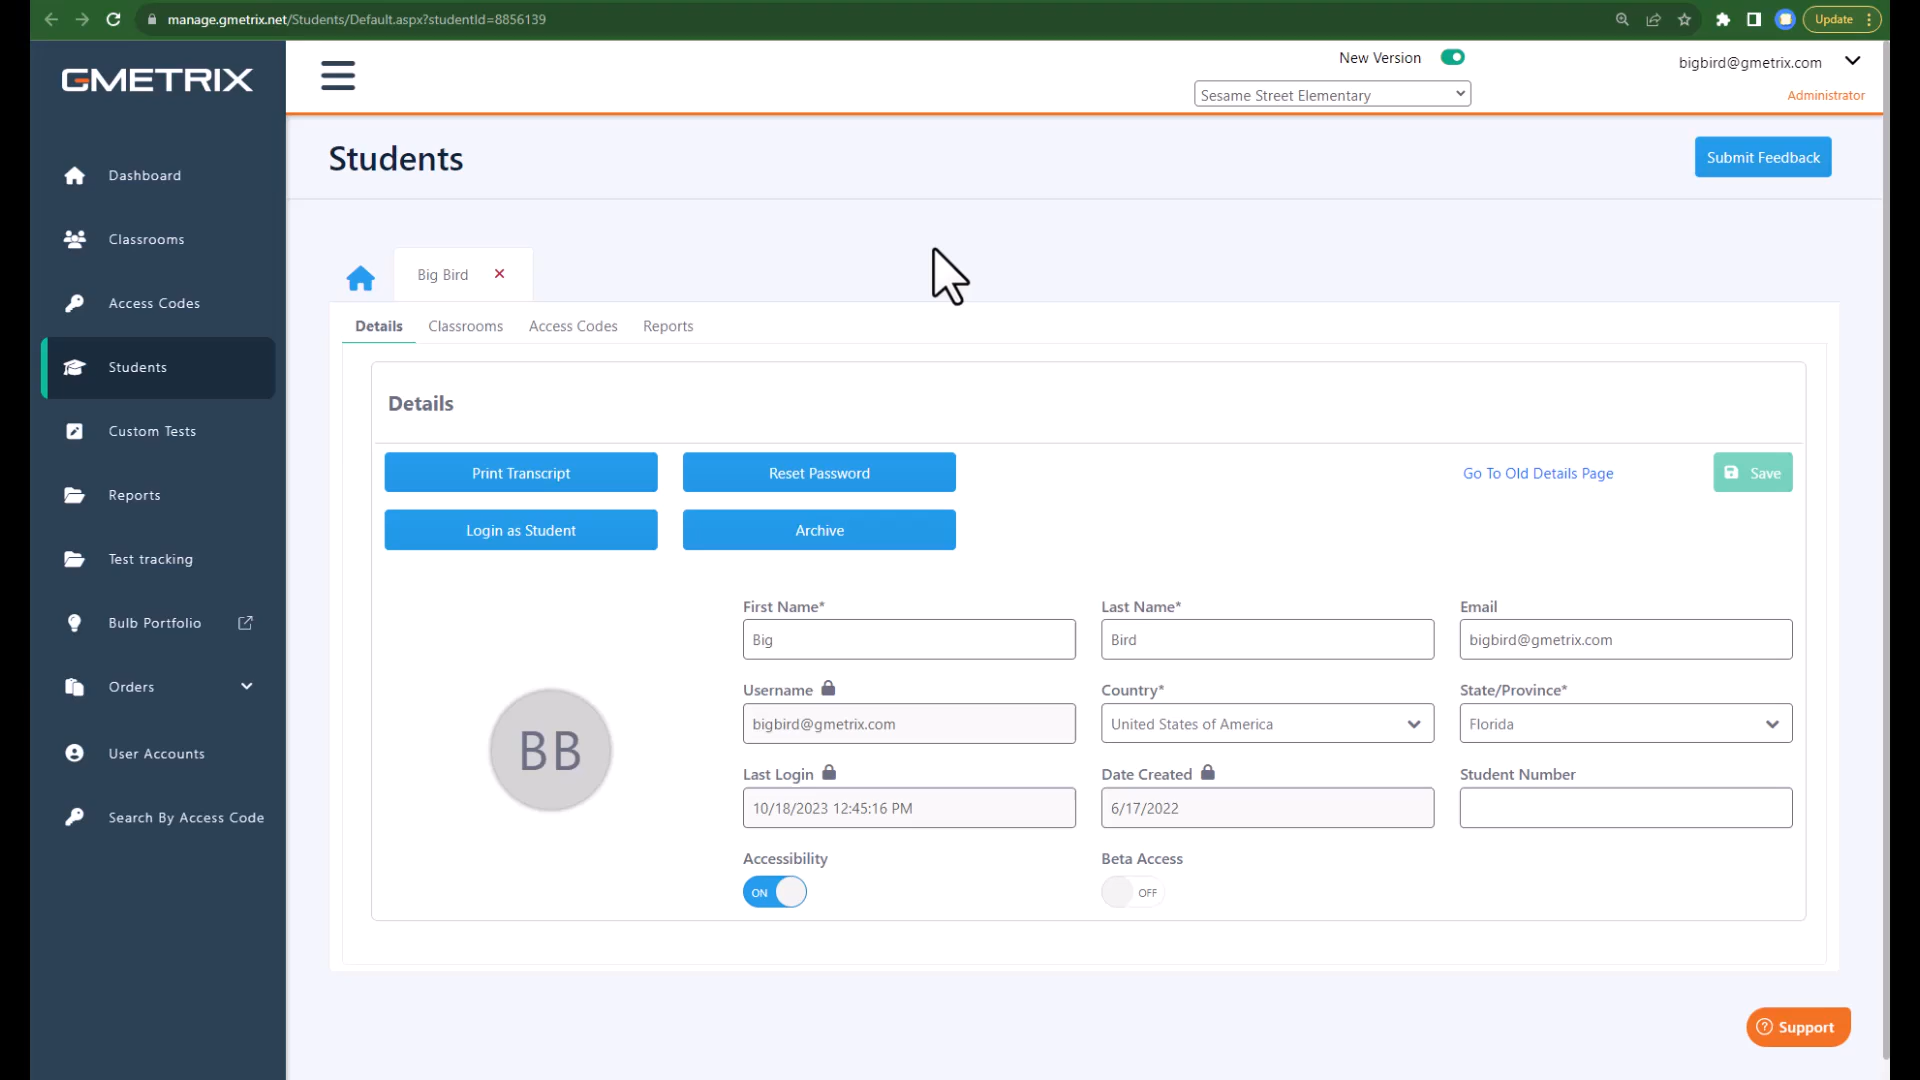 manage.gmetrix.net/Students/Default.aspx?studentId=8856139
Update
GMETRIX
New Version
bigbird@gmetrix.com
Sesame Street Elementary
Administrator
Students
Submit Feedback
Dashboard
Classrooms
Access Codes
Students
Custom Tests
Reports
Test tracking
Bulb Portfolio
Orders
User Accounts
Search By Access Code
Big Bird
Details Classrooms Access Codes Reports
Details
Print Transcript Reset Password Go To Old Details Page Save
Login as Student Archive
First Name* Last Name* Email
Big Bird bigbird@gmetrix.com
Username Country* State/Province*
BB
bigbird@gmetrix.com United States of America Florida
Last Login Date Created Student Number
10/18/2023 12:45:16 PM 6/17/2022
Accessibility Beta Access
ON OFF
Support